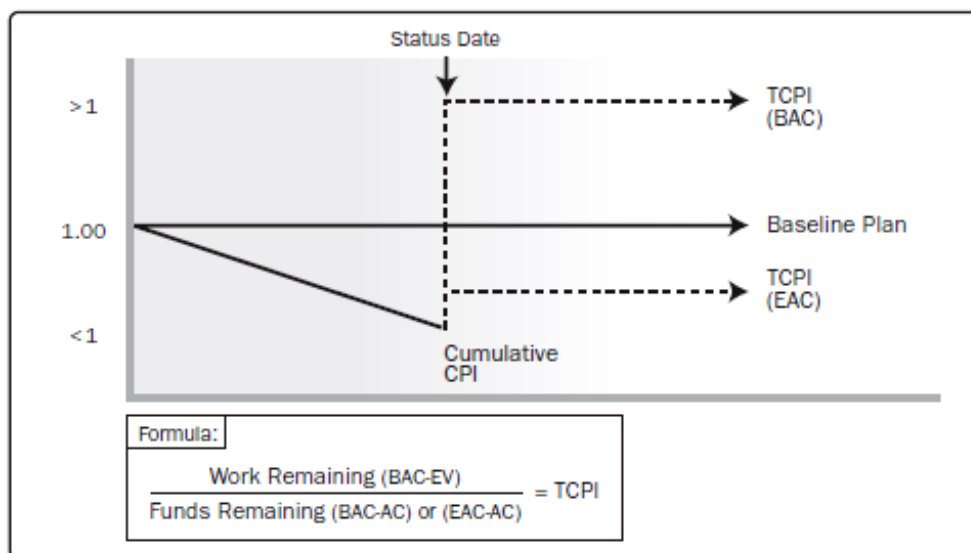 Status Date
>1
TCPI
(BAC)
1.00
Baseline Plan
TCPI
(EAC)
<1
Cumulative
CPI
Formula:
Work Remaining (BAC-EV)
= TCPI
Funds Remaining (BAC-AC) or (EAC-AC)